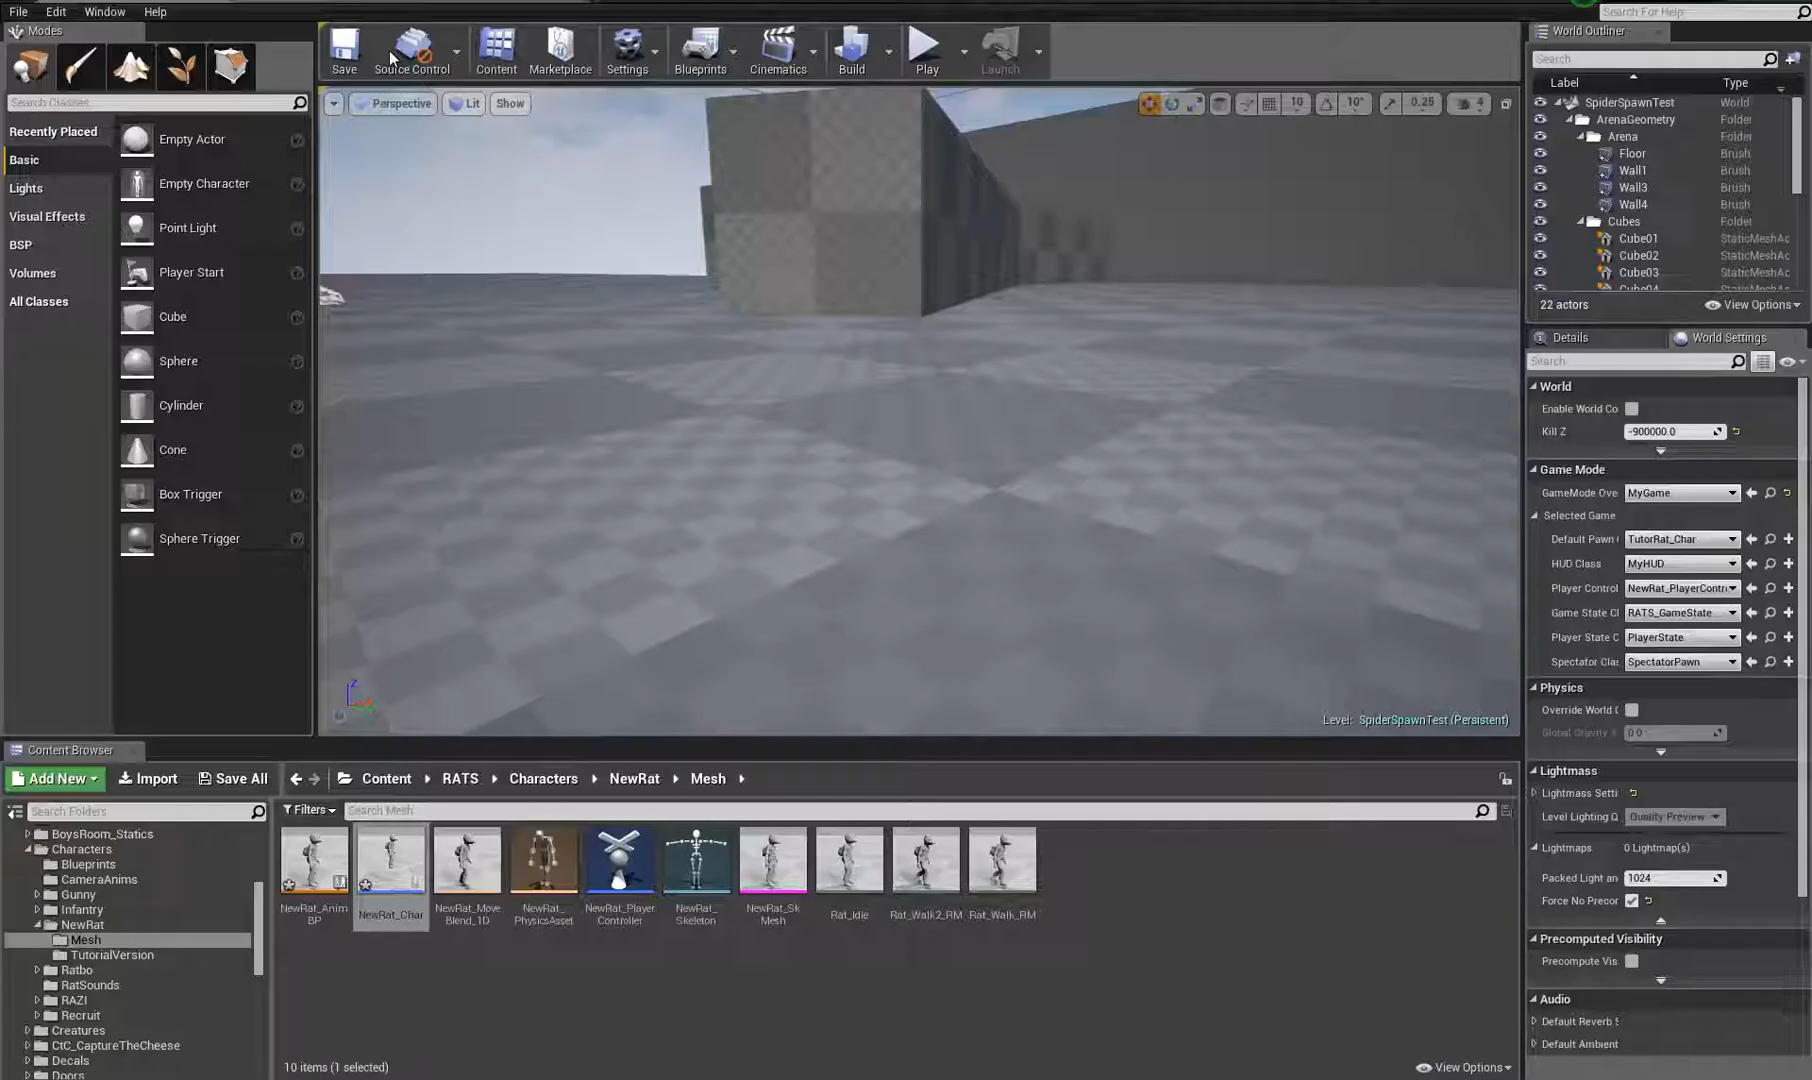 File Edit Window Help
Search For Help
Modes
Save
Source Control
Content
Marketplace
Settings
Blueprints
Cinematics
Build
Play
Launch
Search Classes
Perspective
Lit
Show
10
10°
0.25
4
Recently Placed
Basic
Lights
Visual Effects
BSP
Volumes
All Classes
Empty Actor
Empty Character
Point Light
Player Start
Cube
Sphere
Cylinder
Cone
Box Trigger
Sphere Trigger
Z
Level: SpiderSpawnTest (Persistent)
World Outliner
Search
Label Type
SpiderSpawnTest World
ArenaGeometry Folder
Arena Folder
Floor Brush
Wall1 Brush
Wall3 Brush
Wall4 Brush
Cubes Folder
Cube01 StaticMeshAc
Cube02 StaticMeshAc
Cube03 StaticMeshAc
Cube04 StaticMeshAc
22 actors View Options
Details World Settings
Search
World
Enable World Co
Kill Z -900000.0
Game Mode
GameMode Ove MyGame
Selected Game
Default Pawn TutorRat_Char
HUD Class MyHUD
Player Control NewRat_PlayerContr
Game State Cl RATS_GameState
Player State C PlayerState
Spectator Clas SpectatorPawn
Physics
Override World
Global Gravity 0.0
Lightmass
Lightmass Setti
Level Lighting Q Quality Preview
Lightmaps 0 Lightmap(s)
Packed Light an 1024
Force No Precor
Precomputed Visibility
Precompute Vis
Audio
Default Reverb S
Default Ambient
Content Browser
Add New Import Save All Content RATS Characters NewRat Mesh
Search Folders
Filters Search Mesh
BoysRoom_Statics
Characters
Blueprints
CameraAnims
Gunny
Infantry
NewRat
Mesh
TutorialVersion
Ratbo
RatSounds
RAZI
Recruit
Creatures
CtC_CaptureTheCheese
Decals
Doors
NewRat_Anim
BP
NewRat_Char
NewRat_Move
Blend_1D
NewRat_
PhysicsAsset
NewRat_Player
Controller
NewRat_
Skeleton
NewRat_Sk
Mesh
Rat_Idle
Rat_Walk2_RM
Rat_Walk_RM
10 items (1 selected) View Options